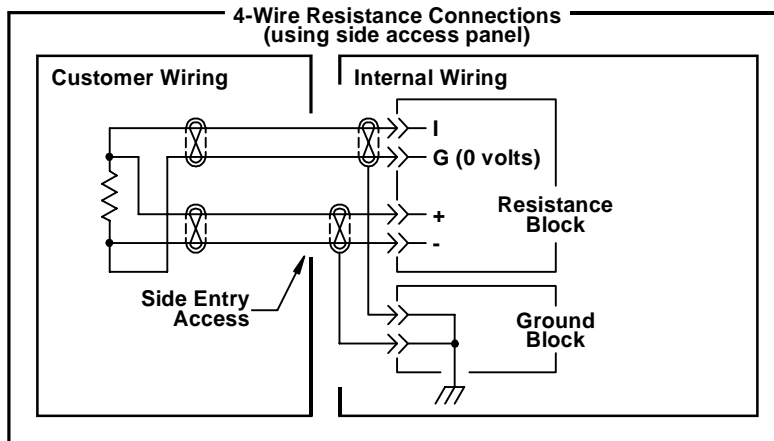 4-Wire Resistance Connections
(using side access panel)
Customer Wiring
Internal Wiring
I
G (0 volts)
+
-
Resistance
Block
Side Entry
Access
Ground
Block